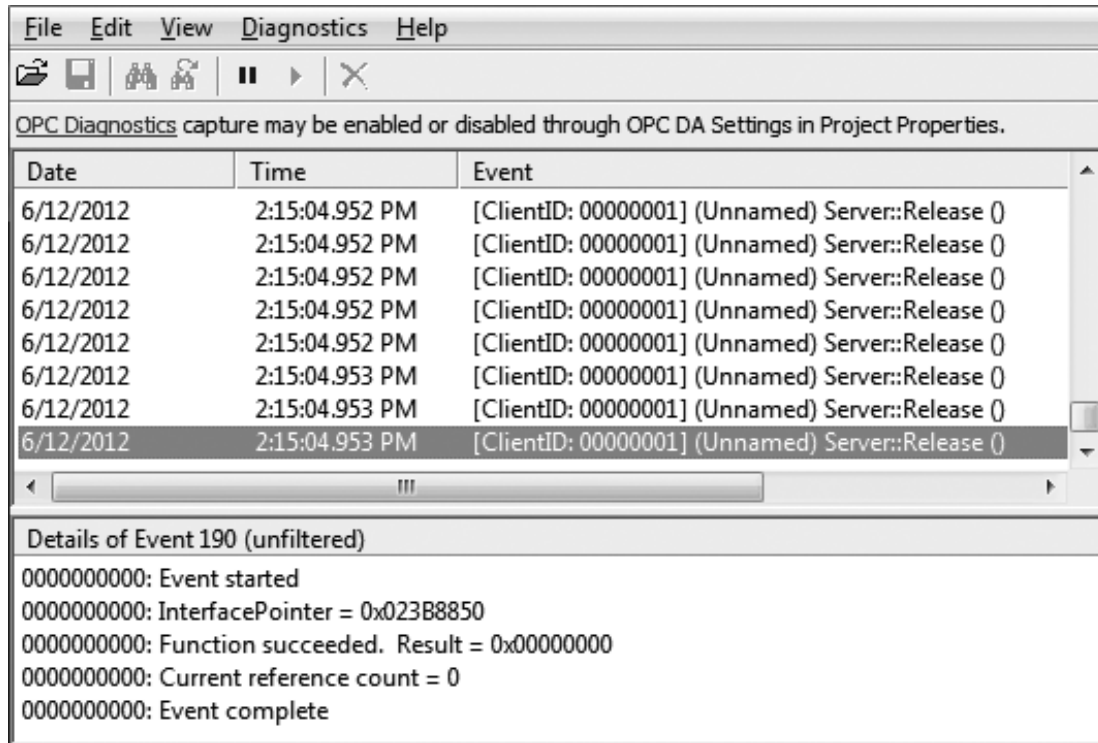 File Edit View Diagnostics Help
OPC Diagnostics capture may be enabled or disabled through OPC DA Settings in Project Properties.
Date Time Event
6/12/2012 2:15:04.952 PM [ClientID: 00000001] (Unnamed) Server::Release ()
6/12/2012 2:15:04.952 PM [ClientID: 00000001] (Unnamed) Server::Release ()
6/12/2012 2:15:04.952 PM [ClientID: 00000001] (Unnamed) Server::Release ()
6/12/2012 2:15:04.952 PM [ClientID: 00000001] (Unnamed) Server::Release ()
6/12/2012 2:15:04.952 PM [ClientID: 00000001] (Unnamed) Server::Release ()
6/12/2012 2:15:04.953 PM [ClientID: 00000001] (Unnamed) Server::Release ()
6/12/2012 2:15:04.953 PM [ClientID: 00000001] (Unnamed) Server::Release ()
6/12/2012 2:15:04.953 PM [ClientID: 00000001] (Unnamed) Server::Release ()
Details of Event 190 (unfiltered)
0000000000: Event started
0000000000: InterfacePointer = 0x023B8850
0000000000: Function succeeded. Result = 0x00000000
0000000000: Current reference count = 0
0000000000: Event complete